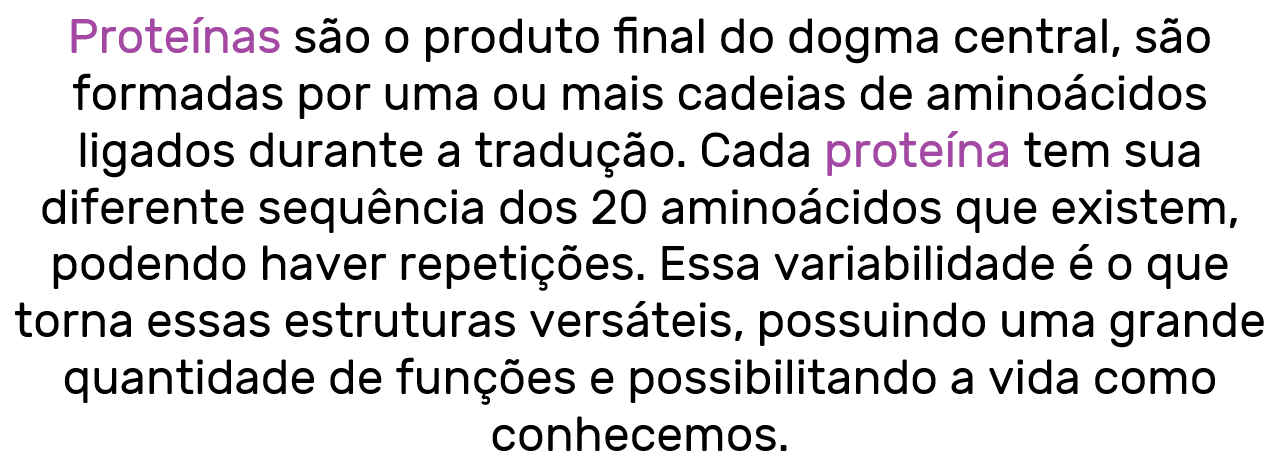 Proteínas são o produto final do dogma central, são
formadas por uma ou mais cadeias de aminoácidos
ligados durante a tradução. Cada proteína tem sua
diferente sequência dos 20 aminoácidos que existem,
podendo haver repetições. Essa variabilidade é o que
torna essas estruturas versáteis, possuindo uma grande
quantidade de funções e possibilitando a vida como
conhecemos.